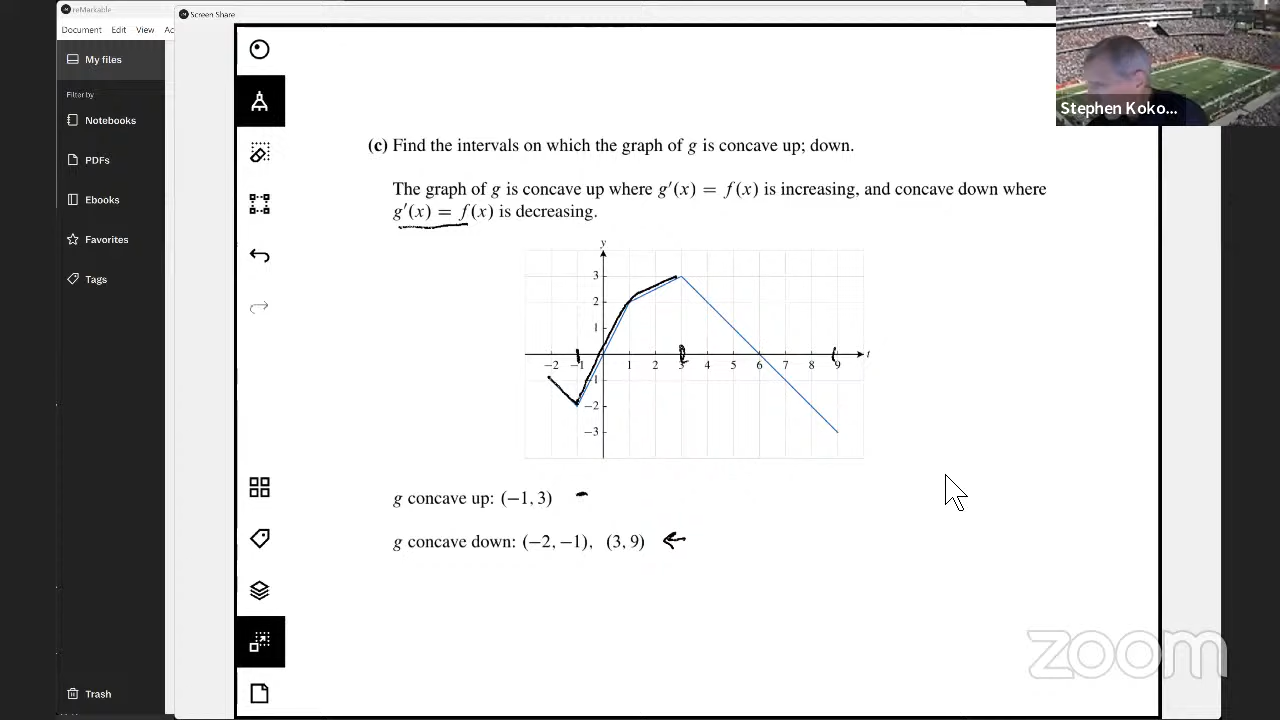 reMarkable
Screen Share
Document Edit View Ac
My files
Filter by
Notebooks
PDFs
Ebooks
Favorites
Tags
Trash
Stephen Koko...
(c) Find the intervals on which the graph of g is concave up; down.
The graph of g is concave up where g′(x) = f(x) is increasing, and concave down where
g′(x) = f(x) is decreasing.
y
3
2
1
t
−2 −1 1 2 3 4 5 6 7 8 9
−1
−2
−3
g concave up: (−1, 3)
g concave down: (−2, −1), (3, 9)
zoom